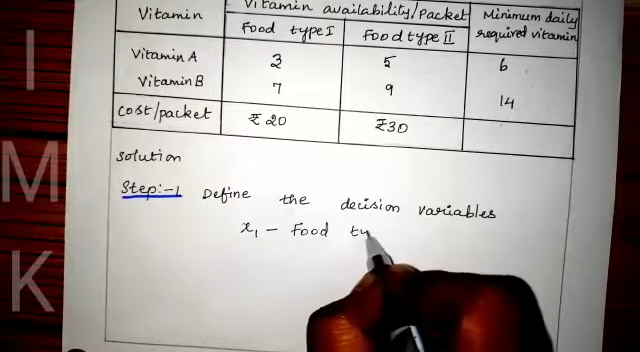 Vitamin availability/Packet
Vitamin
Food type I
Food type II
Minimum daily
required vitamin
Vitamin A 3 5 6
Vitamin B 7 9 14
cost/packet ₹20 ₹30
solution
Step:-1 Define the decision variables
x₁ - Food ty
I
M
K